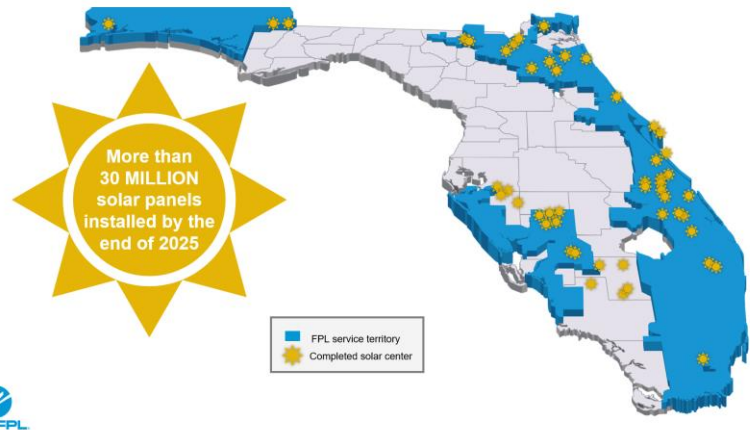 More than
30 MILLION
solar panels
installed by the
end of 2025
FPL service territory
Completed solar center
FPL.